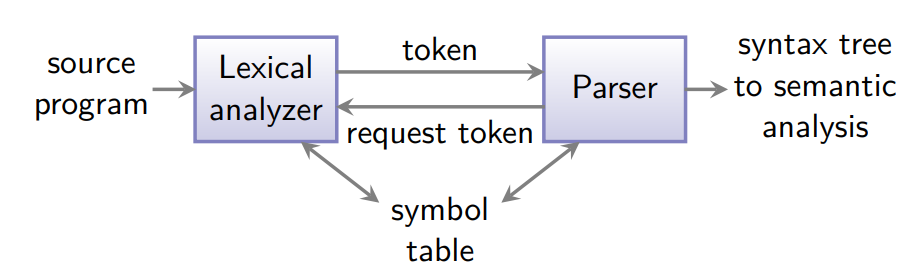 source
program
Lexical
analyzer
token
request token
Parser
syntax tree
to semantic
analysis
symbol
table